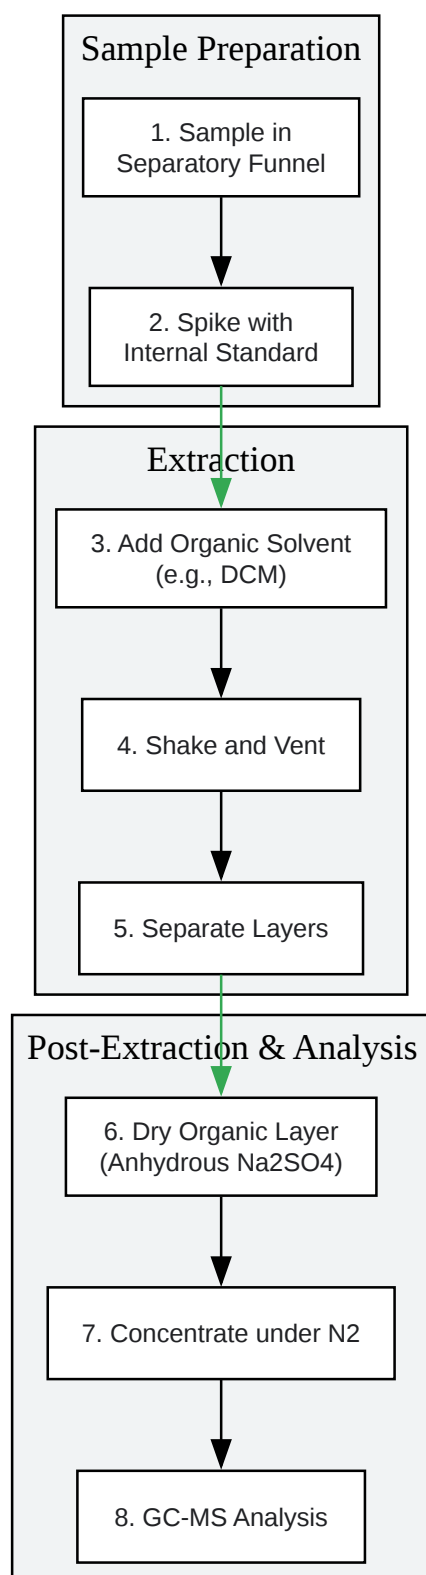 Sample Preparation
1. Sample in
Separatory Funnel
2. Spike with
Internal Standard
Extraction
3. Add Organic Solvent
(e.g., DCM)
4. Shake and Vent
5. Separate Layers
Post-Extraction & Analysis
6. Dry Organic Layer
(Anhydrous Na2SO4)
7. Concentrate under N2
8. GC-MS Analysis